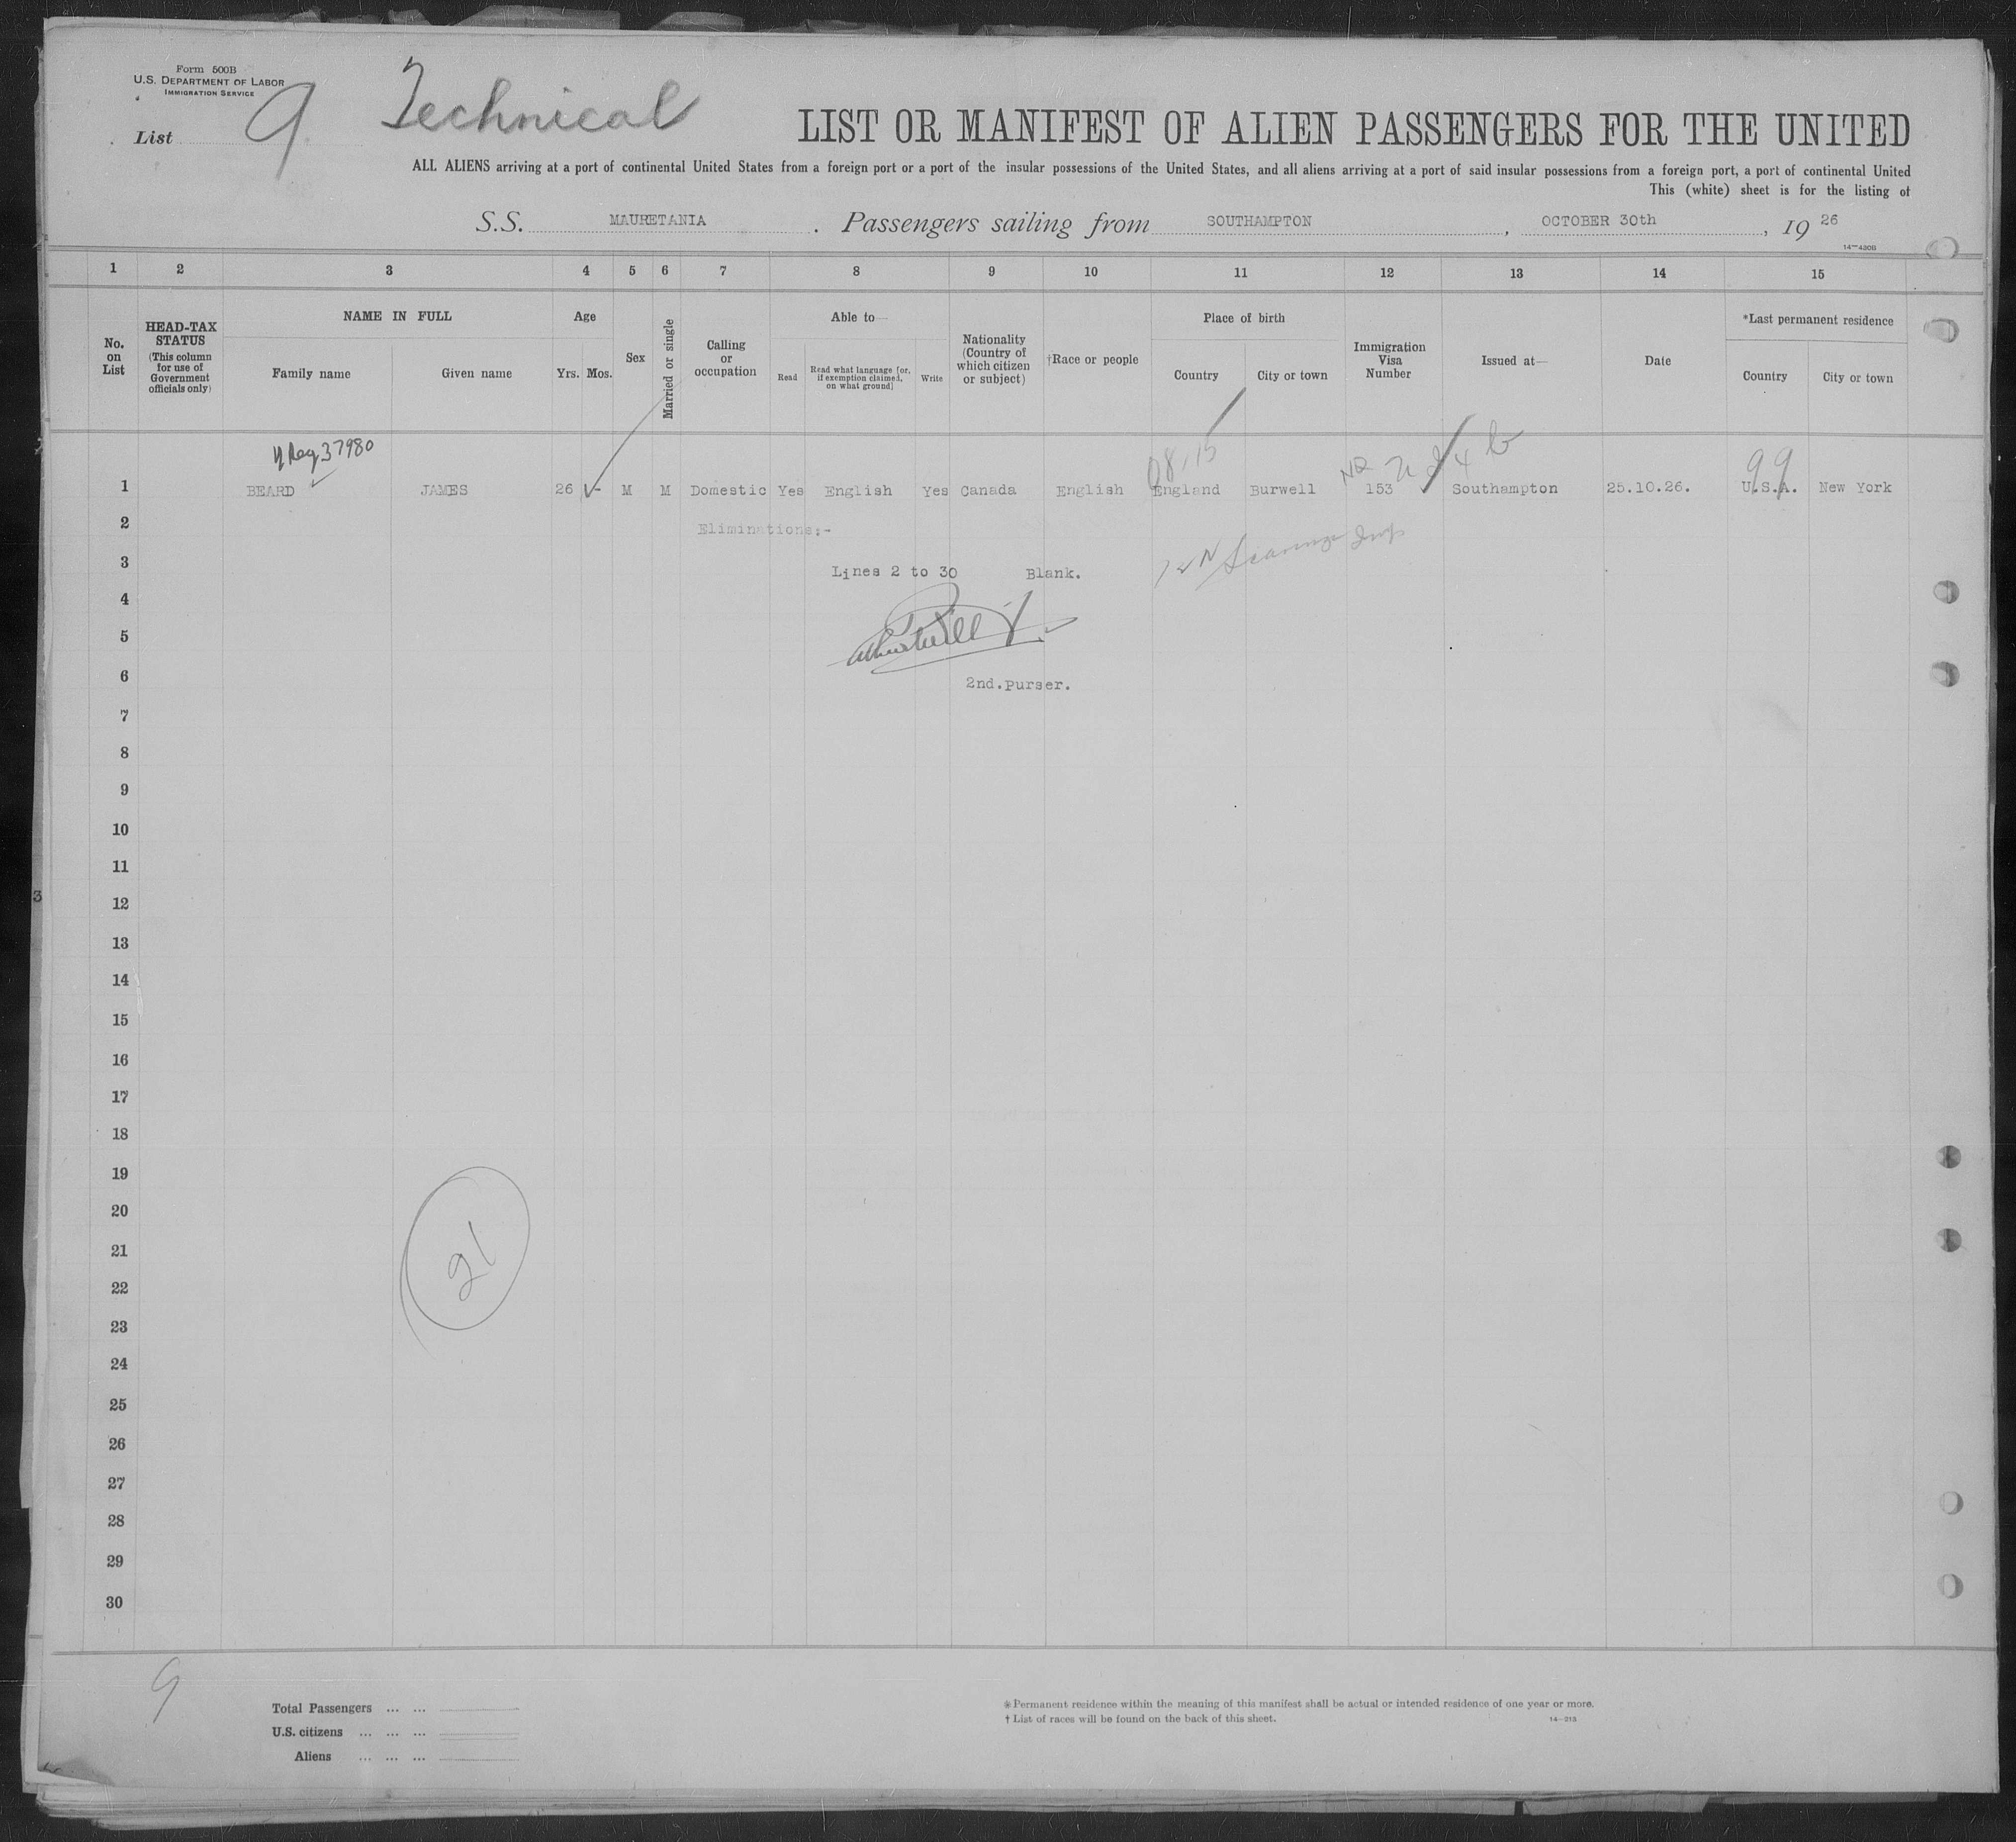 Form 500B
U.S. DEPARTMENT OF LABOR
IMMIGRATION SERVICE
List 9 Technical
LIST OR MANIFEST OF ALIEN PASSENGERS FOR THE UNITED
ALL ALIENS arriving at a port of continental United States from a foreign port or a port of the insular possessions of the United States, and all aliens arriving at a port of said insular possessions from a foreign port, a port of continental United
This (white) sheet is for the listing of
S.S. MAURETANIA . Passengers sailing from SOUTHAMPTON , OCTOBER 30th , 19 26
14—430B
1 2 3 4 5 6 7 8 9 10 11 12 13 14 15
No. on List
HEAD-TAX STATUS
(This column for use of Government officials only)
NAME IN FULL
Family name Given name
Age
Yrs. Mos.
Sex
Married or single
Calling or occupation
Able to—
Read
Read what language [or, if exemption claimed, on what ground]
Write
Nationality (Country of which citizen or subject)
†Race or people
Place of birth
Country City or town
Immigration Visa Number
Issued at—
Date
*Last permanent residence
Country City or town
37980
08,15
99
1 BEARD JAMES 26 - M M Domestic Yes English Yes Canada English England Burwell NQ 153 Southampton 25.10.26. U.S.A. New York
2 Eliminations:-
3 Lines 2 to 30 Blank.
4
5
6 2nd.purser.
7
8
9
10
11
12
13
14
15
16
17
18
19
20
21
22
23
24
25
26
27
28
29
30
21
9
3
Total Passengers ... ...
U.S. citizens ... ... ...
Aliens ... ... ...
* Permanent residence within the meaning of this manifest shall be actual or intended residence of one year or more.
† List of races will be found on the back of this sheet.
14—213